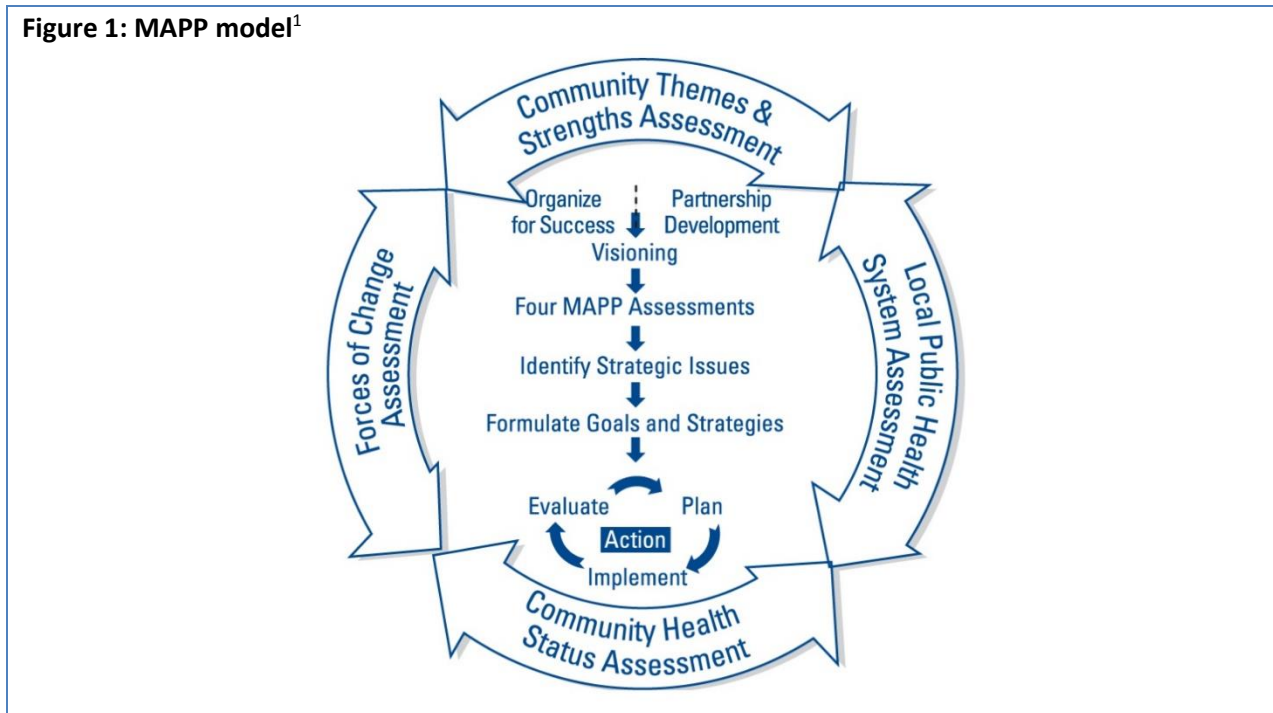 Figure 1: MAPP model1
Community Themes &
Strengths Assessment
Organize
for Success
Partnership
Development
Visioning
Four MAPP Assessments
Identify Strategic Issues
Formulate Goals and Strategies
Evaluate
Plan
Action
Implement
Forces of Change
Assessment
Local Public Health
System Assessment
Community Health
Status Assessment